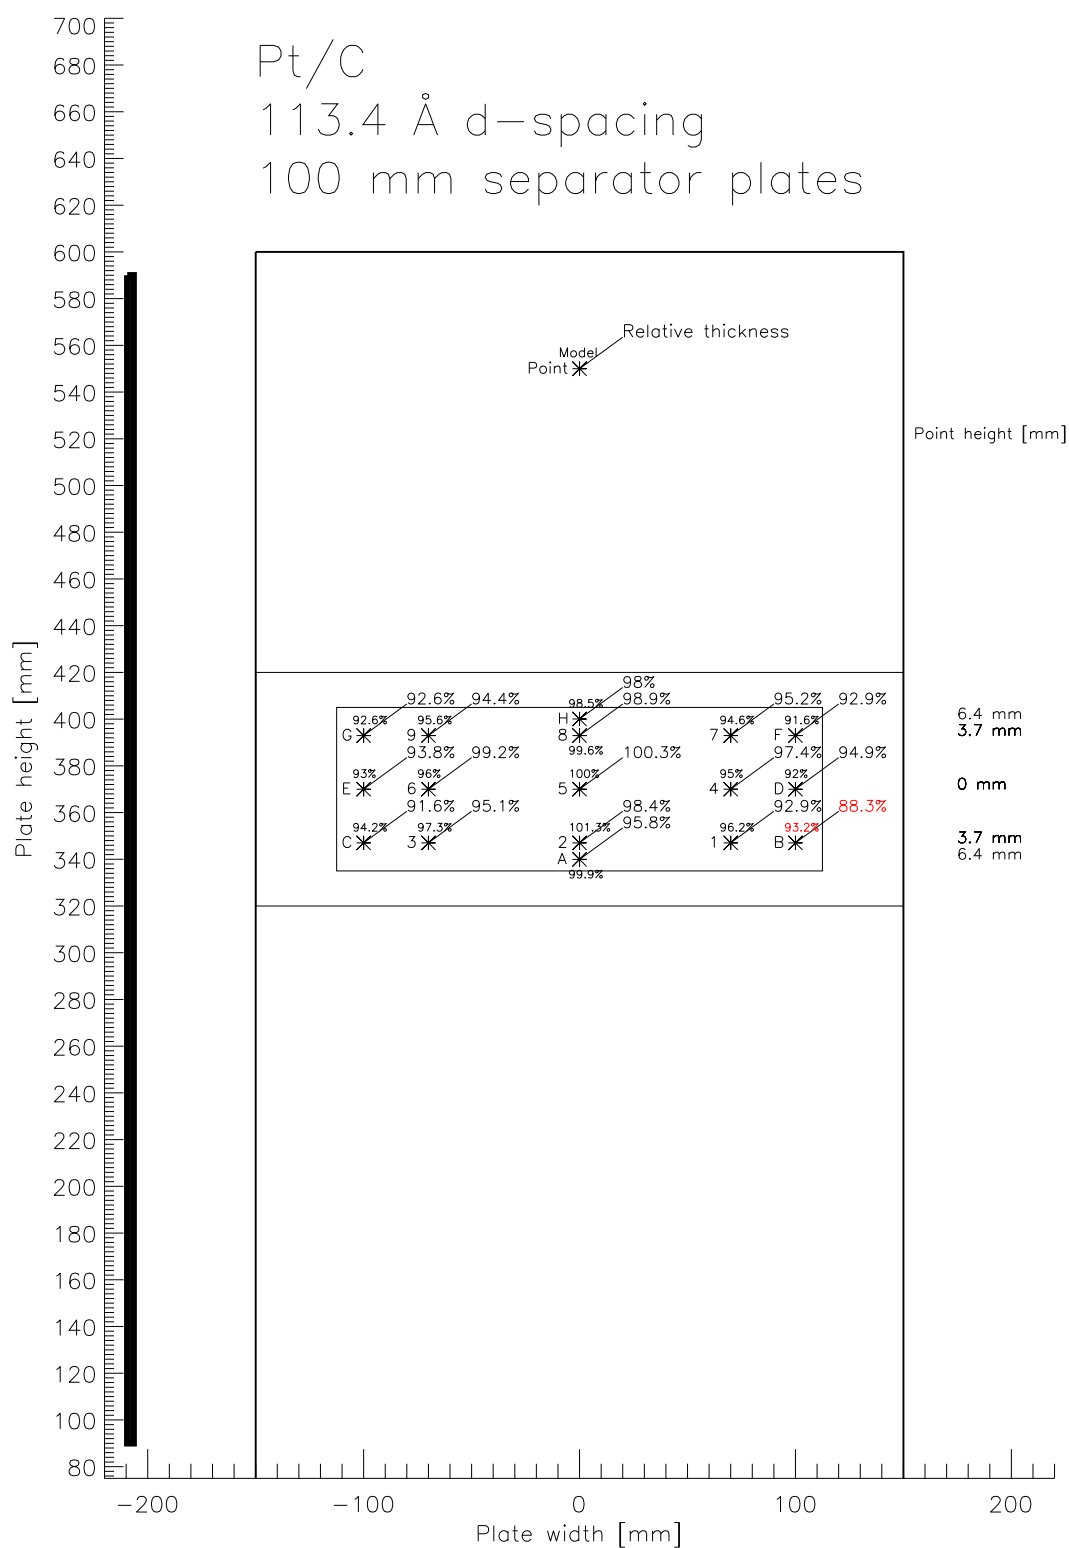 Pt/C
113.4 Å d-spacing
100 mm separator plates
700
680
660
640
620
600
580
560
540
520
500
480
460
440
420
400
380
360
340
320
300
280
260
240
220
200
180
160
140
120
100
80
Plate height [mm]
Relative thickness
Model
Point
Point height [mm]
98%
92.6% 94.4% 98.5% 98.9% 95.2% 92.9%
H
92.6% 95.6% 94.6% 91.6%
G 9 8 7 F
99.6%
93.8% 99.2% 100.3% 97.4% 94.9%
93% 96% 100% 95% 92%
E 6 5 4 D
91.6% 95.1% 98.4% 92.9% 88.3%
95.8%
94.2% 97.3% 101.3% 96.2% 93.2%
C 3 2 1 B
A
99.9%
6.4 mm
3.7 mm
0 mm
3.7 mm
6.4 mm
-200 -100 0 100 200
Plate width [mm]